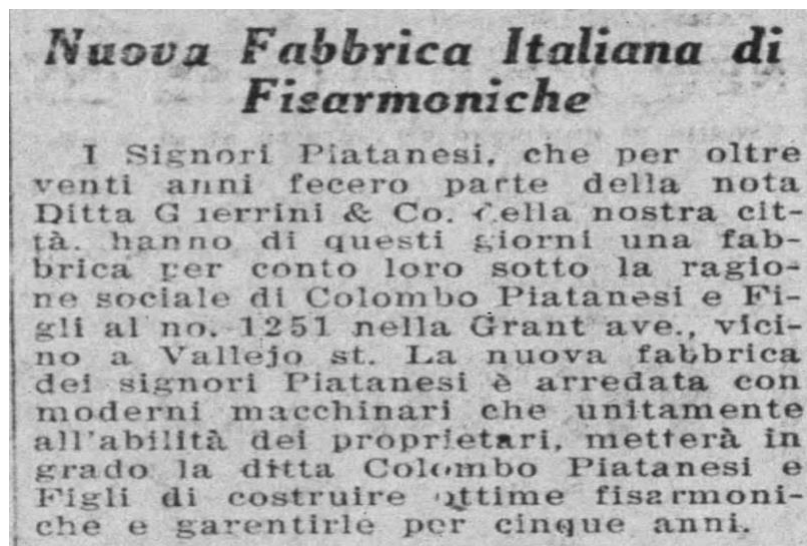 Nuova Fabbrica Italiana di
Fisarmoniche
I Signori Piatanesi, che per oltre
venti anni fecero parte della nota
Ditta Guerrini & Co. della nostra cit-
tà, hanno di questi giorni una fab-
brica per conto loro sotto la ragio-
ne sociale di Colombo Piatanesi e Fi-
gli al no. 1251 nella Grant ave., vici-
no a Vallejo st. La nuova fabbrica
dei signori Piatanesi è arredata con
moderni macchinari che unitamente
all'abilità dei proprietari, metterà in
grado la ditta Colombo Piatanesi e
Figli di costruire ottime fisarmoni-
che e garentirle per cinque anni.